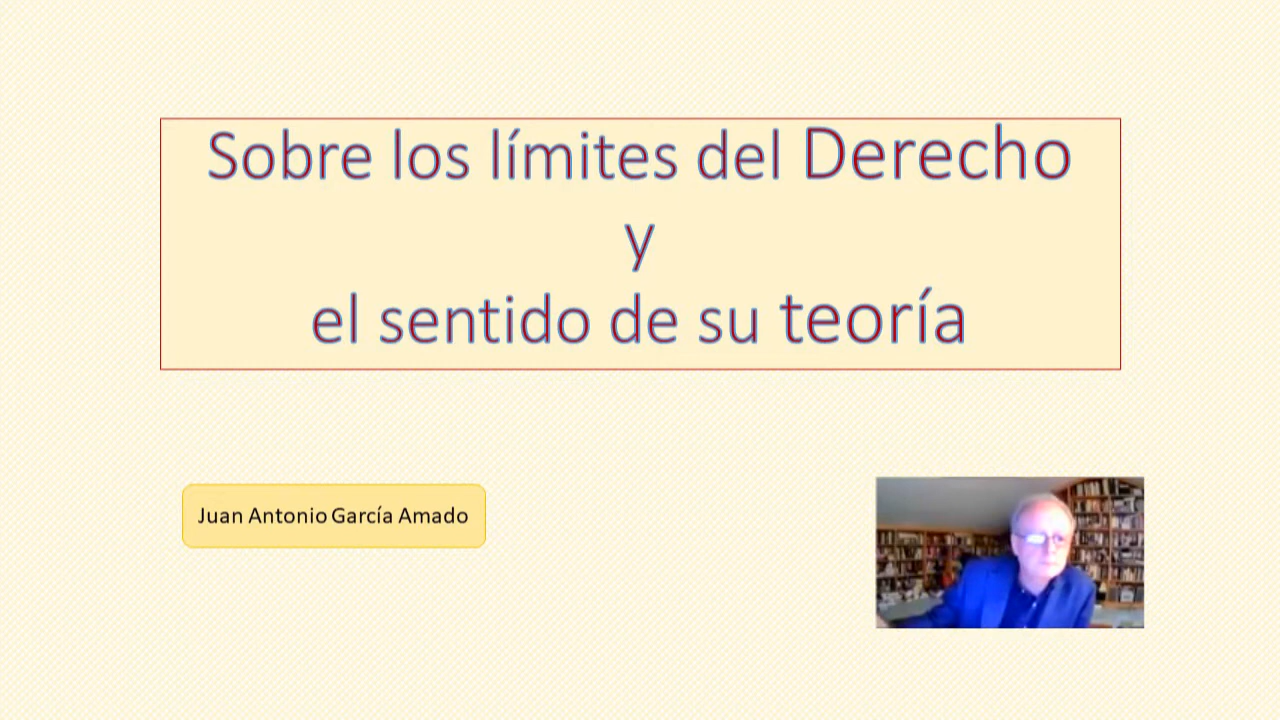 Sobre los límites del Derecho
y
el sentido de su teoría
Juan Antonio García Amado